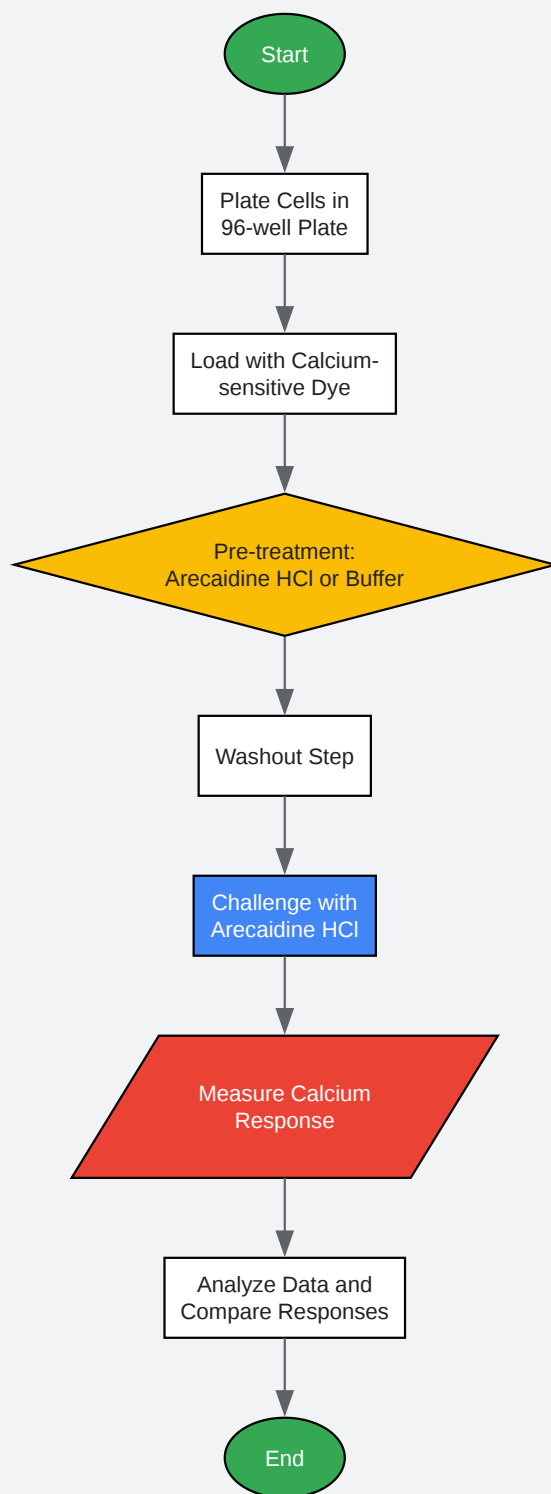 Start
Plate Cells in
96-well Plate
Load with Calcium-
sensitive Dye
Pre-treatment:
Arecaidine HCl or Buffer
Washout Step
Challenge with
Arecaidine HCl
Measure Calcium
Response
Analyze Data and
Compare Responses
End